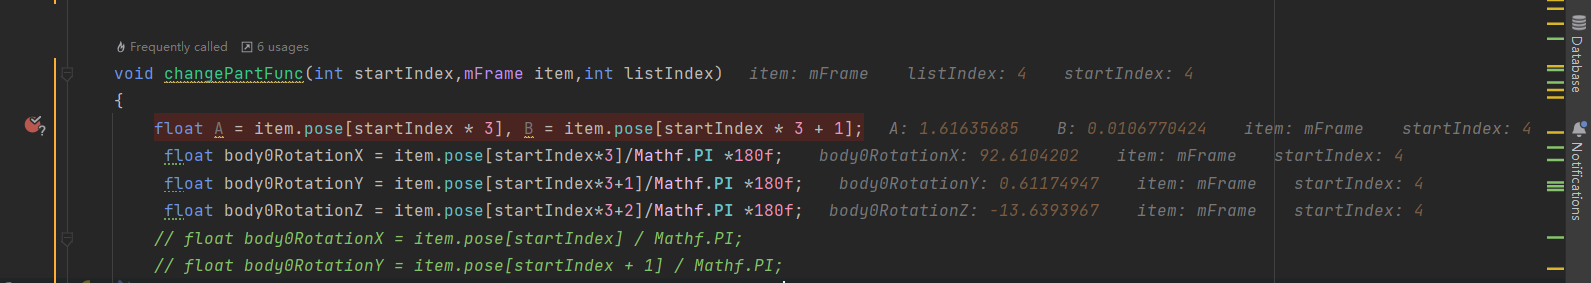 Frequently called 6 usages
void changePartFunc(int startIndex,mFrame item,int listIndex) item: mFrame listIndex: 4 startIndex: 4
{
float A = item.pose[startIndex * 3], B = item.pose[startIndex * 3 + 1]; A: 1.61635685 B: 0.0106770424 item: mFrame startIndex: 4
float body0RotationX = item.pose[startIndex*3]/Mathf.PI *180f; body0RotationX: 92.6104202 item: mFrame startIndex: 4
float body0RotationY = item.pose[startIndex*3+1]/Mathf.PI *180f; body0RotationY: 0.61174947 item: mFrame startIndex: 4
float body0RotationZ = item.pose[startIndex*3+2]/Mathf.PI *180f; body0RotationZ: -13.6393967 item: mFrame startIndex: 4
// float body0RotationX = item.pose[startIndex] / Mathf.PI;
// float body0RotationY = item.pose[startIndex + 1] / Mathf.PI;
Database
Notifications